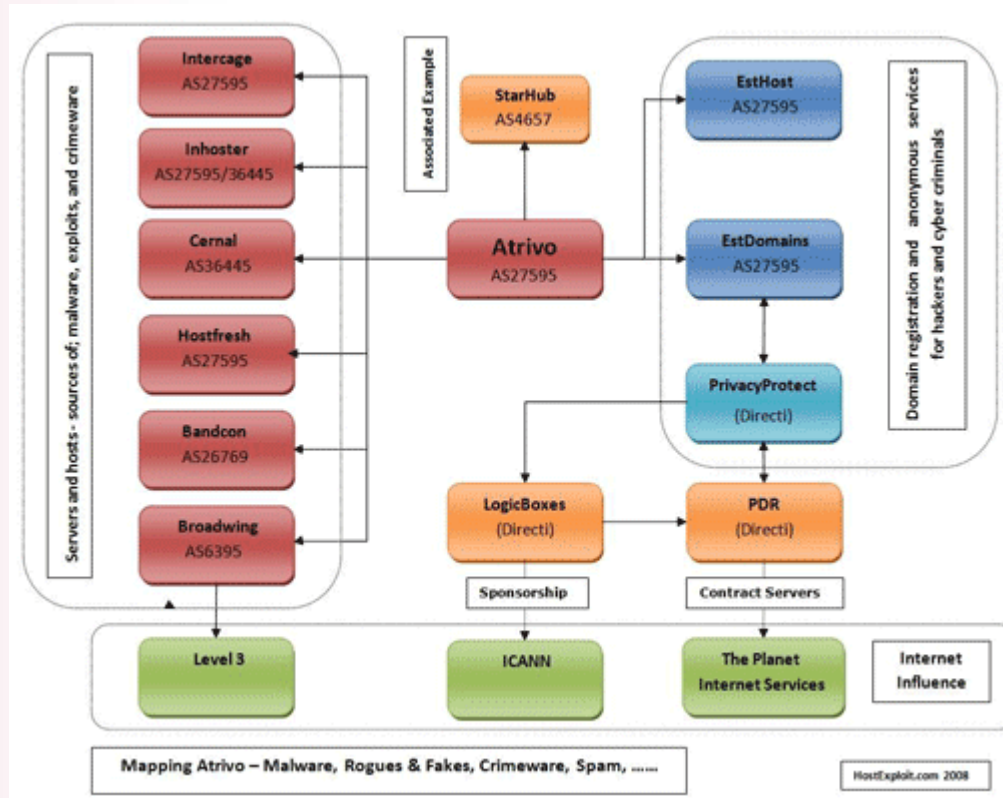 Servers and hosts - sources of; malware, exploits, and crimeware
Intercage
AS27595
Inhoster
AS27595/36445
Cernal
AS36445
Hostfresh
AS27595
Bandcon
AS26769
Broadwing
AS6395
Associated Example
StarHub
AS4657
Atrivo
AS27595
EstHost
AS27595
EstDomains
AS27595
PrivacyProtect
(Directi)
Domain registration and anonymous services
for hackers and cyber criminals
LogicBoxes
(Directi)
PDR
(Directi)
Sponsorship
Contract Servers
Level 3
ICANN
The Planet
Internet Services
Internet
Influence
Mapping Atrivo – Malware, Rogues & Fakes, Crimeware, Spam, ......
HostExploit.com 2008